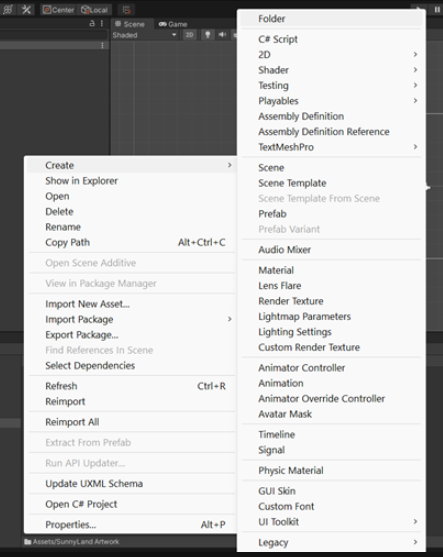 Center Local
Scene Game
Shaded 2D
Create
Show in Explorer
Open
Delete
Rename
Copy Path Alt+Ctrl+C
Open Scene Additive
View in Package Manager
Import New Asset...
Import Package
Export Package...
Find References In Scene
Select Dependencies
Refresh Ctrl+R
Reimport
Reimport All
Extract From Prefab
Run API Updater...
Update UXML Schema
Open C# Project
Properties... Alt+P
Folder
C# Script
2D
Shader
Testing
Playables
Assembly Definition
Assembly Definition Reference
TextMeshPro
Scene
Scene Template
Scene Template From Scene
Prefab
Prefab Variant
Audio Mixer
Material
Lens Flare
Render Texture
Lightmap Parameters
Lighting Settings
Custom Render Texture
Animator Controller
Animation
Animator Override Controller
Avatar Mask
Timeline
Signal
Physic Material
GUI Skin
Custom Font
UI Toolkit
Legacy
Assets/SunnyLand Artwork